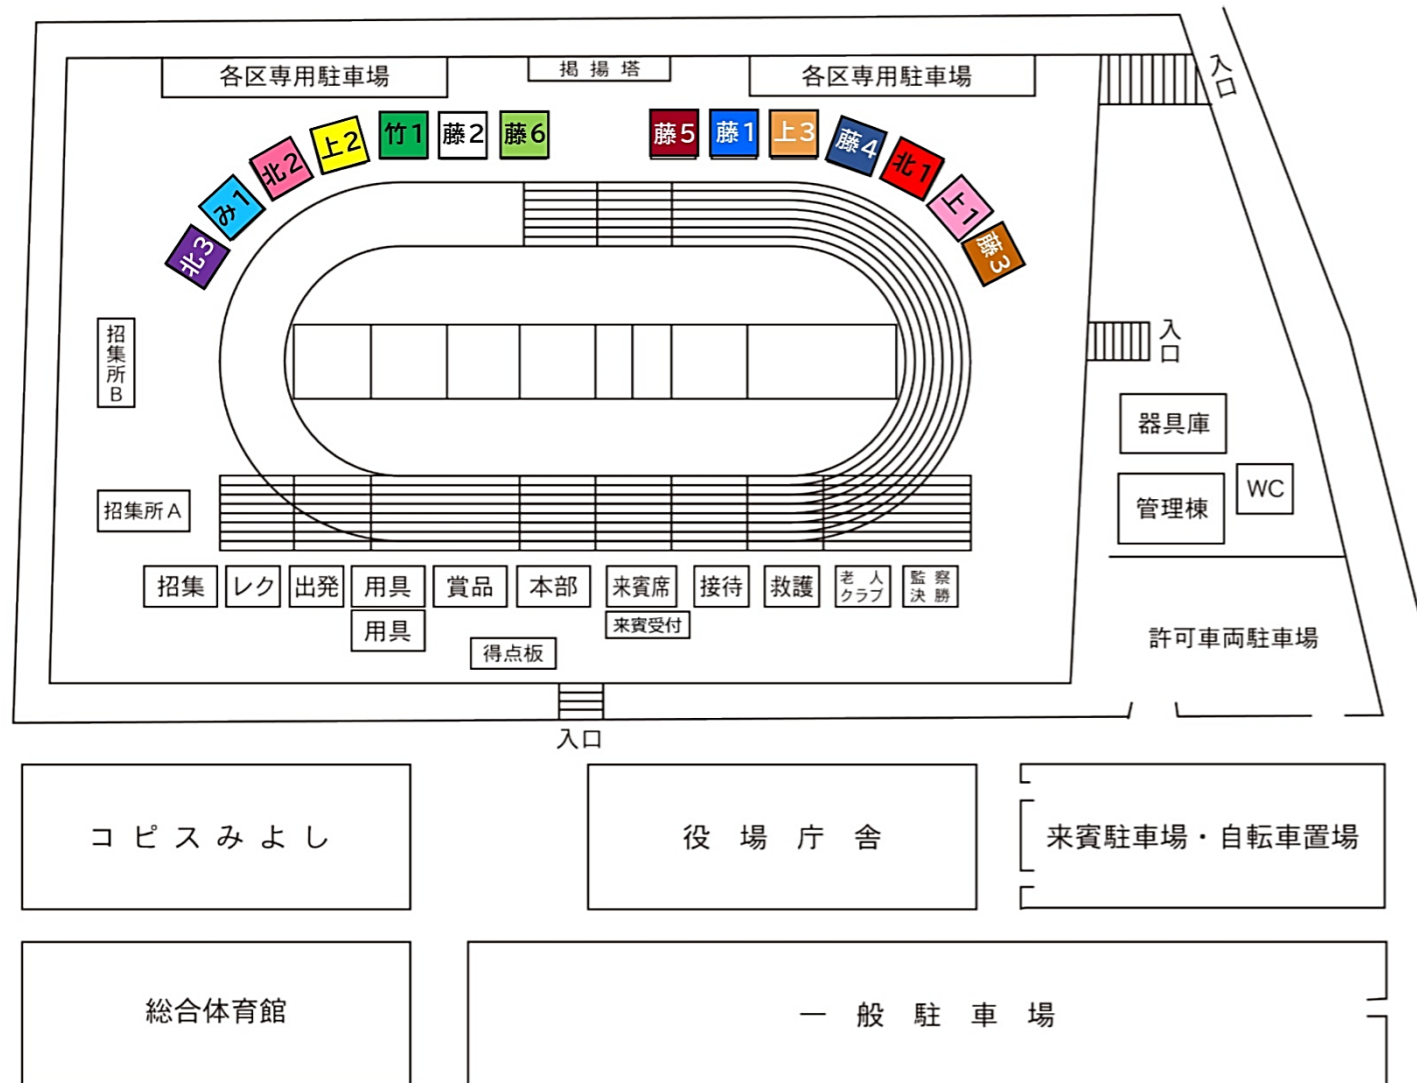 各区専用駐車場
掲揚塔
各区専用駐車場
入口
北3
み1
北2
上2
竹1
藤2
藤6
藤5
藤1
上3
藤4
北1
上1
藤3
招集所B
入口
器具庫
招集所A
管理棟
WC
招集
レク
出発
用具
賞品
本部
来賓席
接待
救護
老人
クラブ
監察
決勝
用具
来賓受付
得点板
許可車両駐車場
入口
コピスみよし
役場庁舎
来賓駐車場・自転車置場
総合体育館
一般駐車場